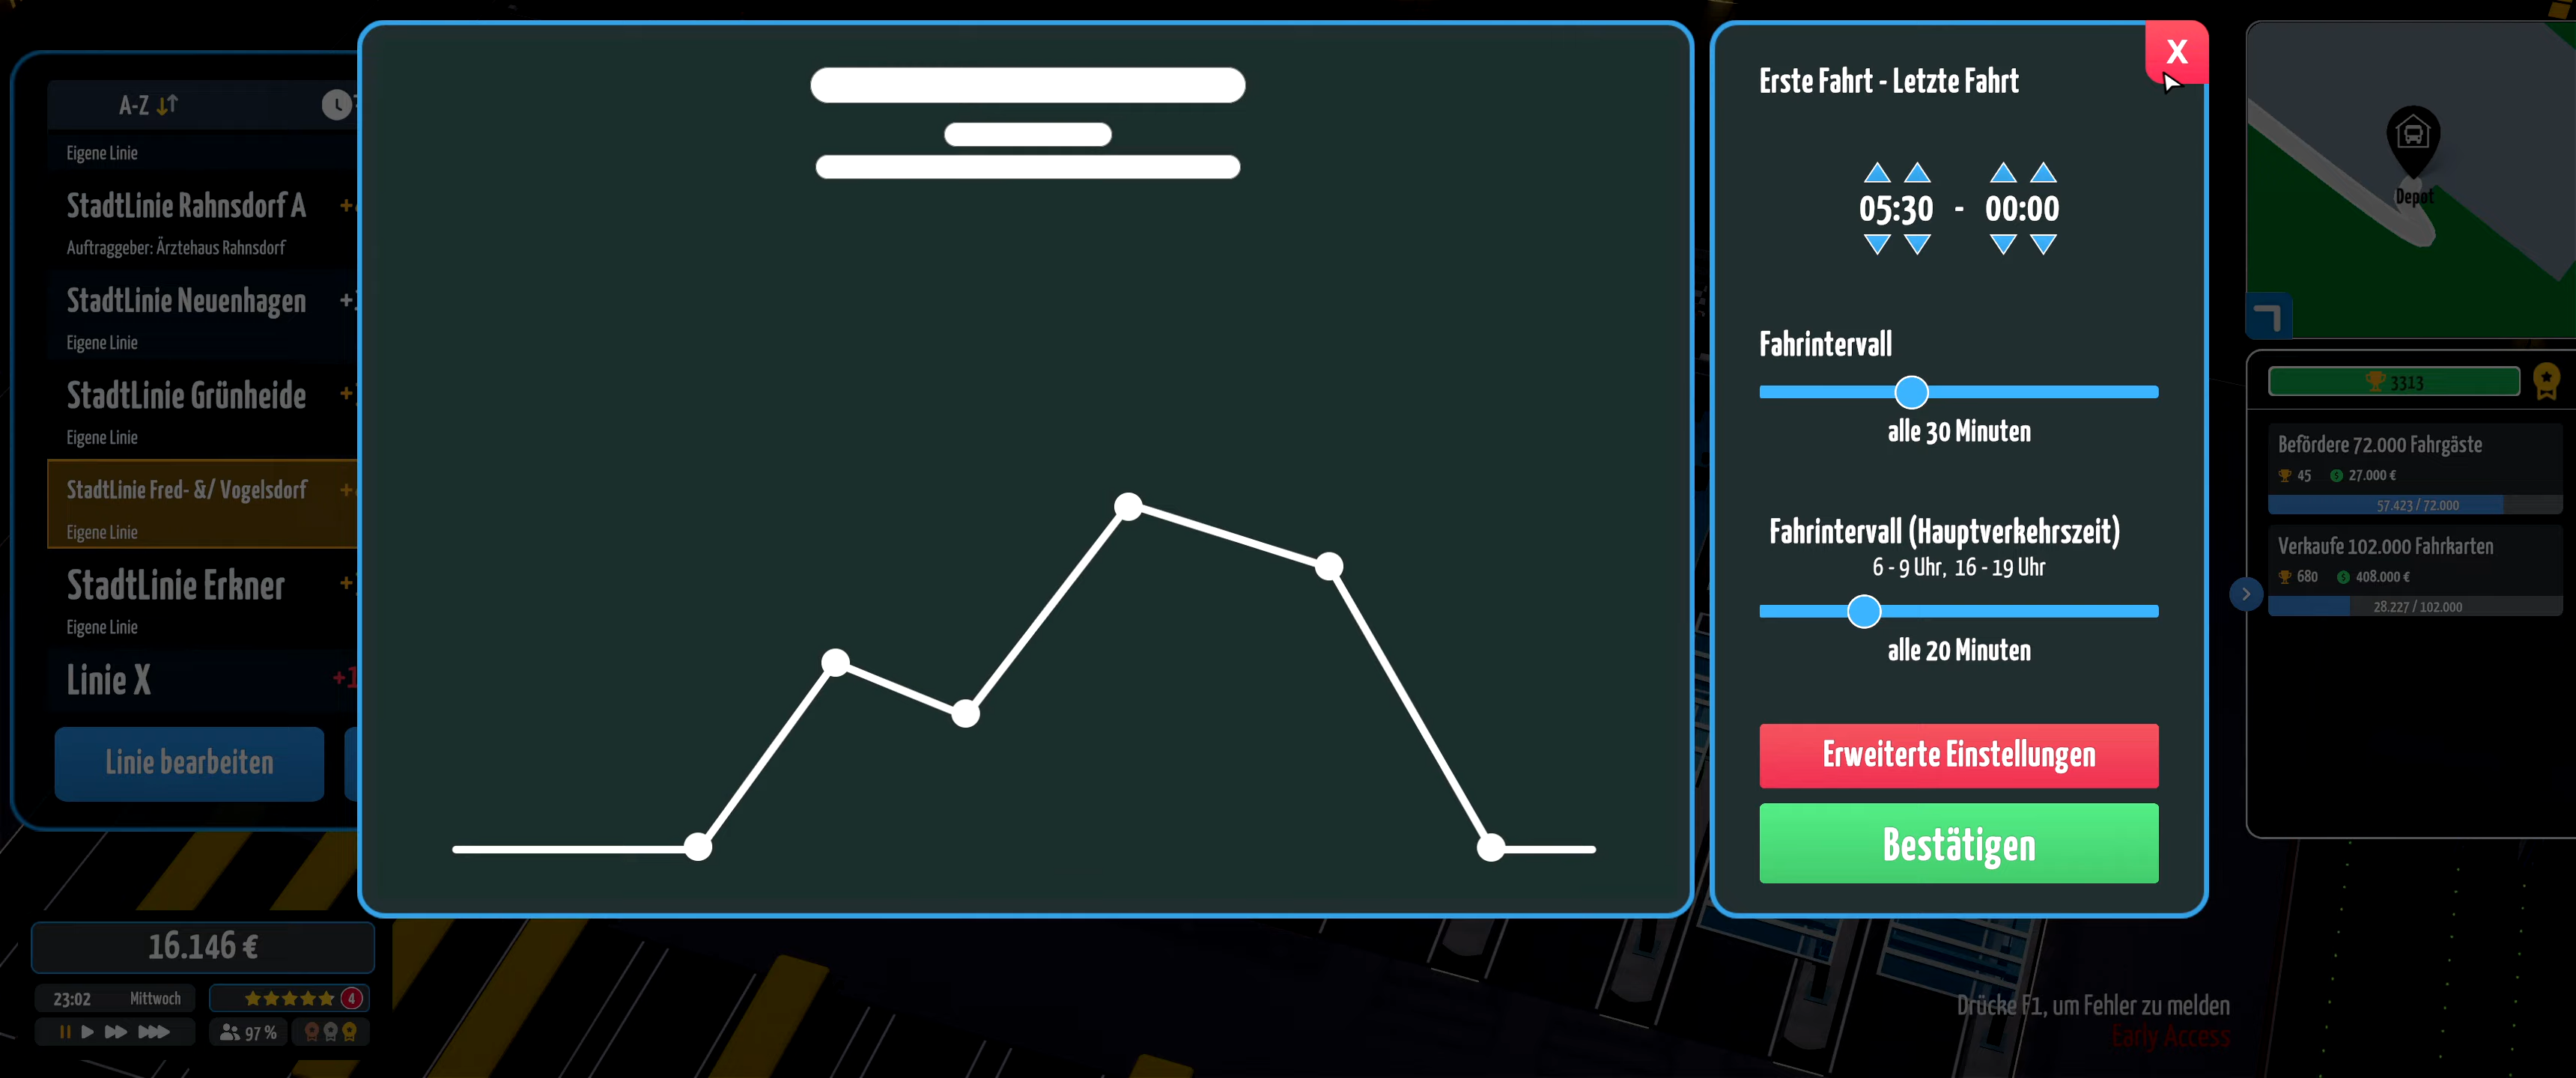 A-Z
Eigene Linie
StadtLinie Rahnsdorf A
Auftraggeber: Ärztehaus Rahnsdorf
StadtLinie Neuenhagen
Eigene Linie
StadtLinie Grünheide
Eigene Linie
StadtLinie Fred- &/ Vogelsdorf
Eigene Linie
StadtLinie Erkner
Eigene Linie
Linie X
Linie bearbeiten
16.146 €
23:02 Mittwoch
4
97 %
Erste Fahrt - Letzte Fahrt
X
05:30 - 00:00
Fahrintervall
alle 30 Minuten
Fahrintervall (Hauptverkehrszeit)
6 - 9 Uhr, 16 - 19 Uhr
alle 20 Minuten
Erweiterte Einstellungen
Bestätigen
Depot
3313
Befördere 72.000 Fahrgäste
45 27.000 €
57.423 / 72.000
Verkaufe 102.000 Fahrkarten
680 408.000 €
28.227 / 102.000
Drücke F1, um Fehler zu melden
Early Access